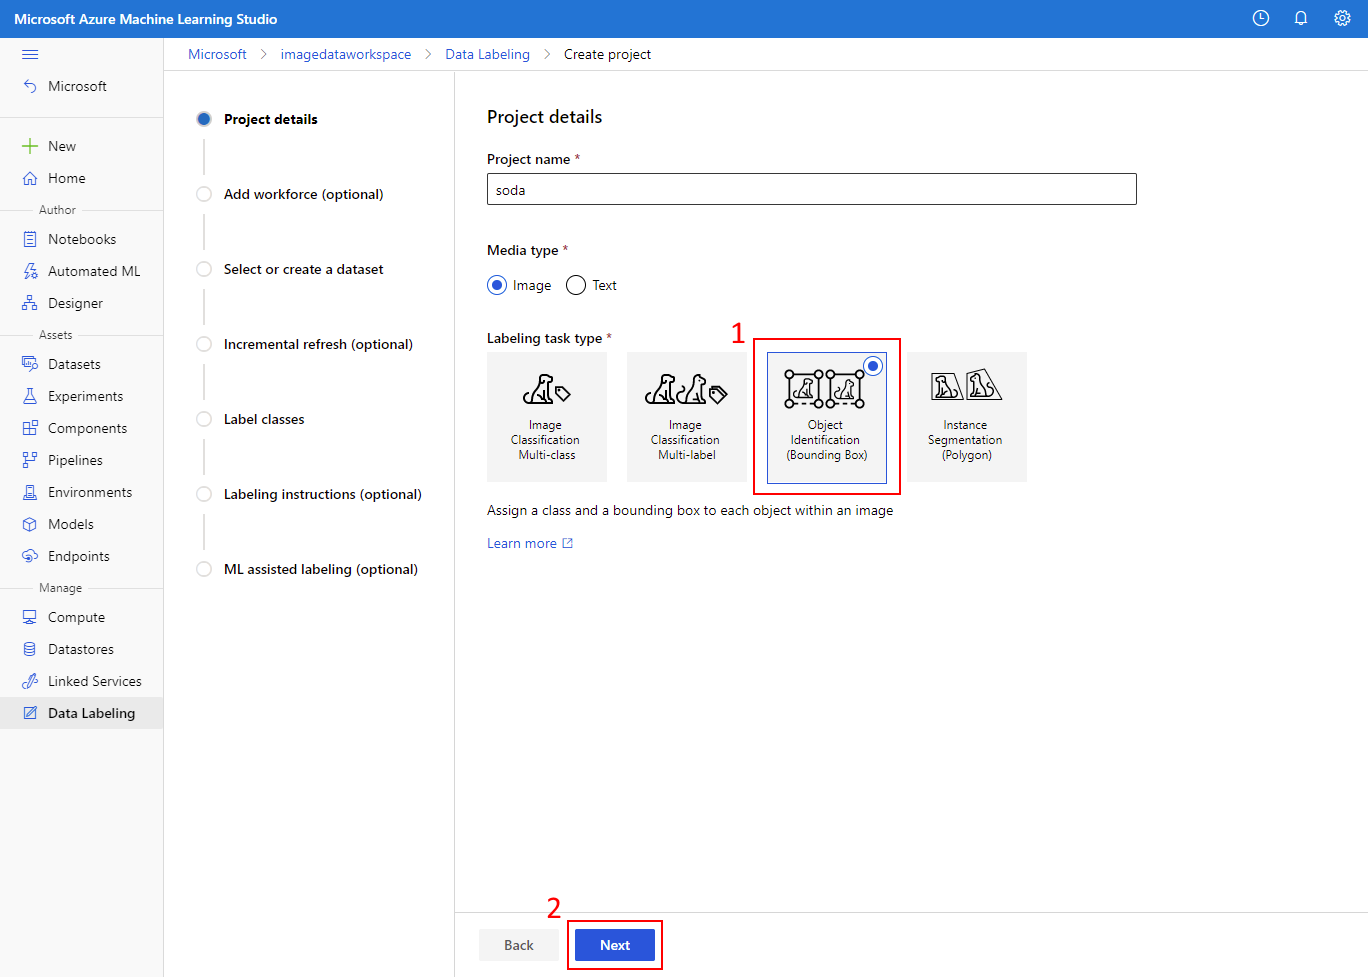 Microsoft Azure Machine Learning Studio
Microsoft > imagedataworkspace > Data Labeling > Create project
Microsoft
New
Home
Author
Notebooks
Automated ML
Designer
Assets
Datasets
Experiments
Components
Pipelines
Environments
Models
Endpoints
Manage
Compute
Datastores
Linked Services
Data Labeling
Project details
Add workforce (optional)
Select or create a dataset
Incremental refresh (optional)
Label classes
Labeling instructions (optional)
ML assisted labeling (optional)
Project details
Project name *
soda
Media type *
Image Text
Labeling task type *
Image
Classification
Multi-class
Image
Classification
Multi-label
1
Object
Identification
(Bounding Box)
Instance
Segmentation
(Polygon)
Assign a class and a bounding box to each object within an image
Learn more
Back
2
Next